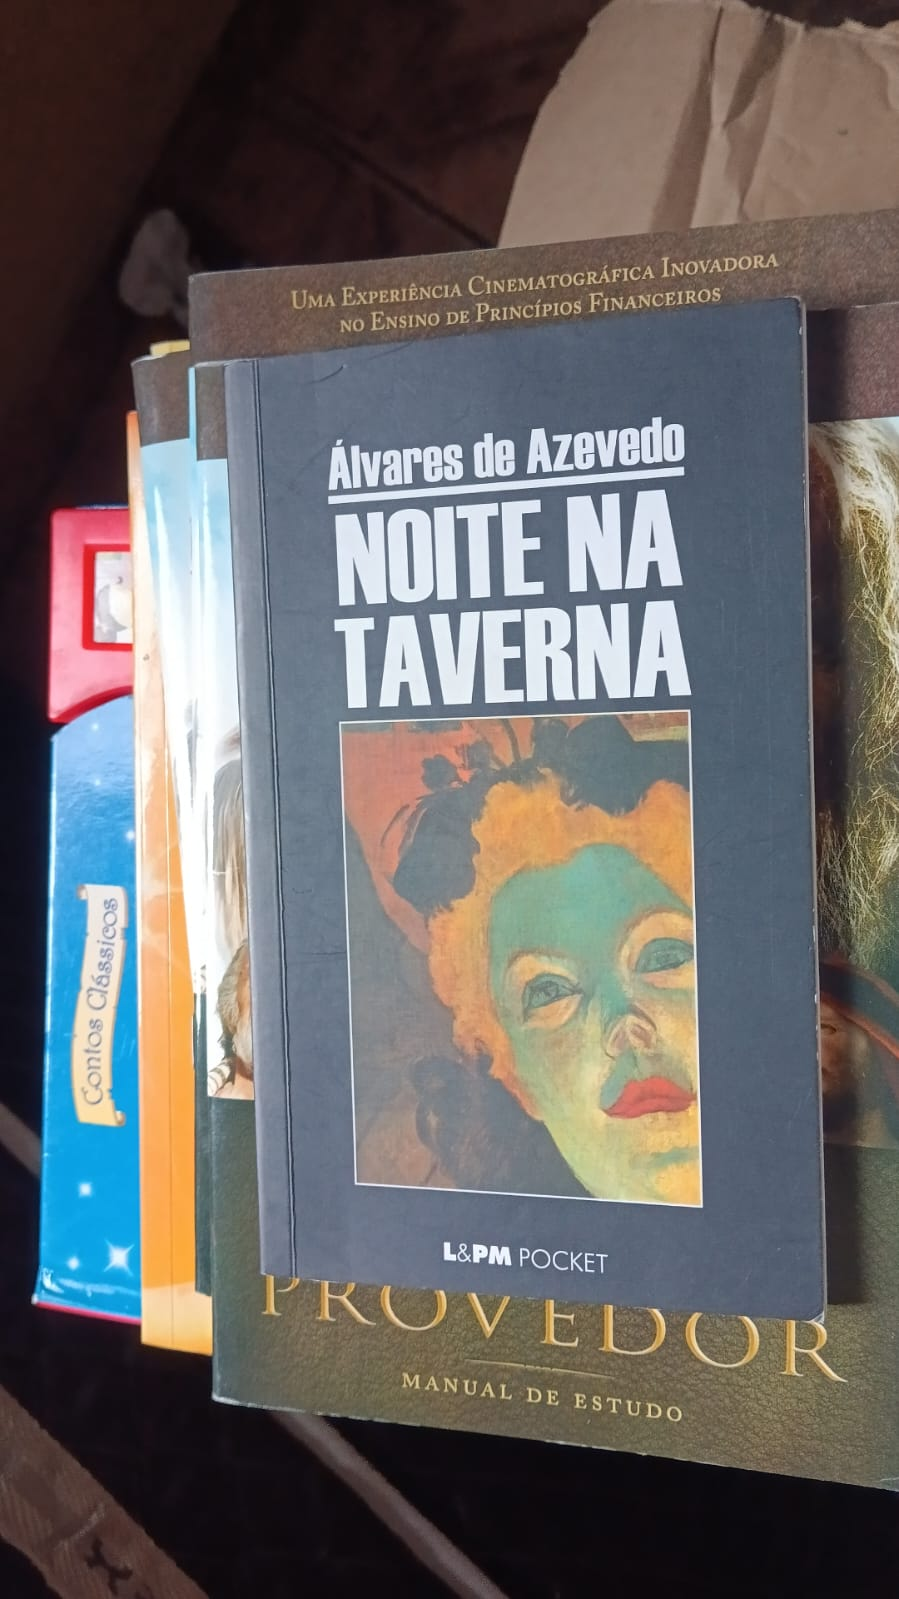 UMA EXPERIÊNCIA CINEMATOGRÁFICA INOVADORA
NO ENSINO DE PRINCÍPIOS FINANCEIROS
Álvares de Azevedo
NOITE NA
TAVERNA
L&PM POCKET
PROVEDOR
MANUAL DE ESTUDO
Contos Clássicos